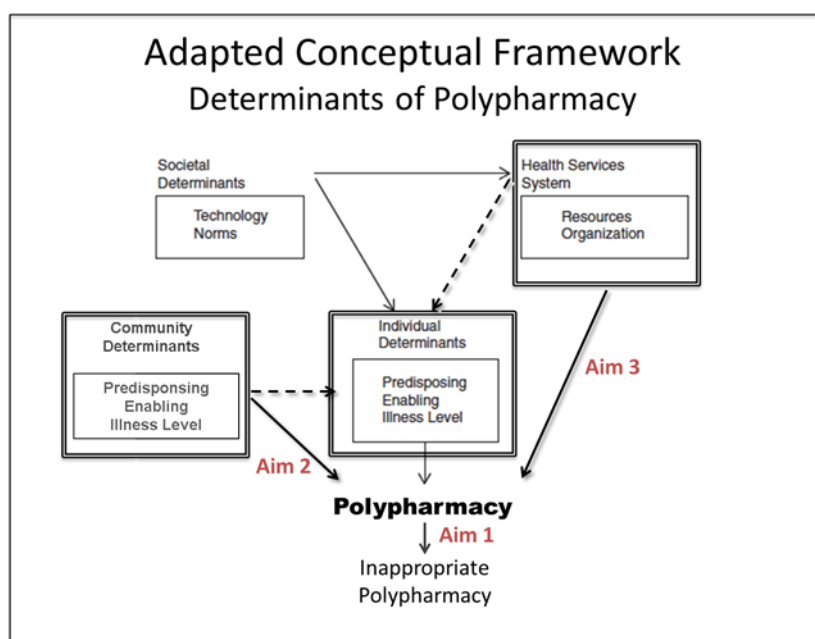 Adapted Conceptual Framework
Determinants of Polypharmacy
Societal
Determinants
Technology
Norms
Health Services
System
Resources
Organization
Community
Determinants
Predisponsing
Enabling
Illness Level
Individual
Determinants
Predisposing
Enabling
Illness Level
Aim 3
Aim 2
Polypharmacy
Aim 1
Inappropriate
Polypharmacy